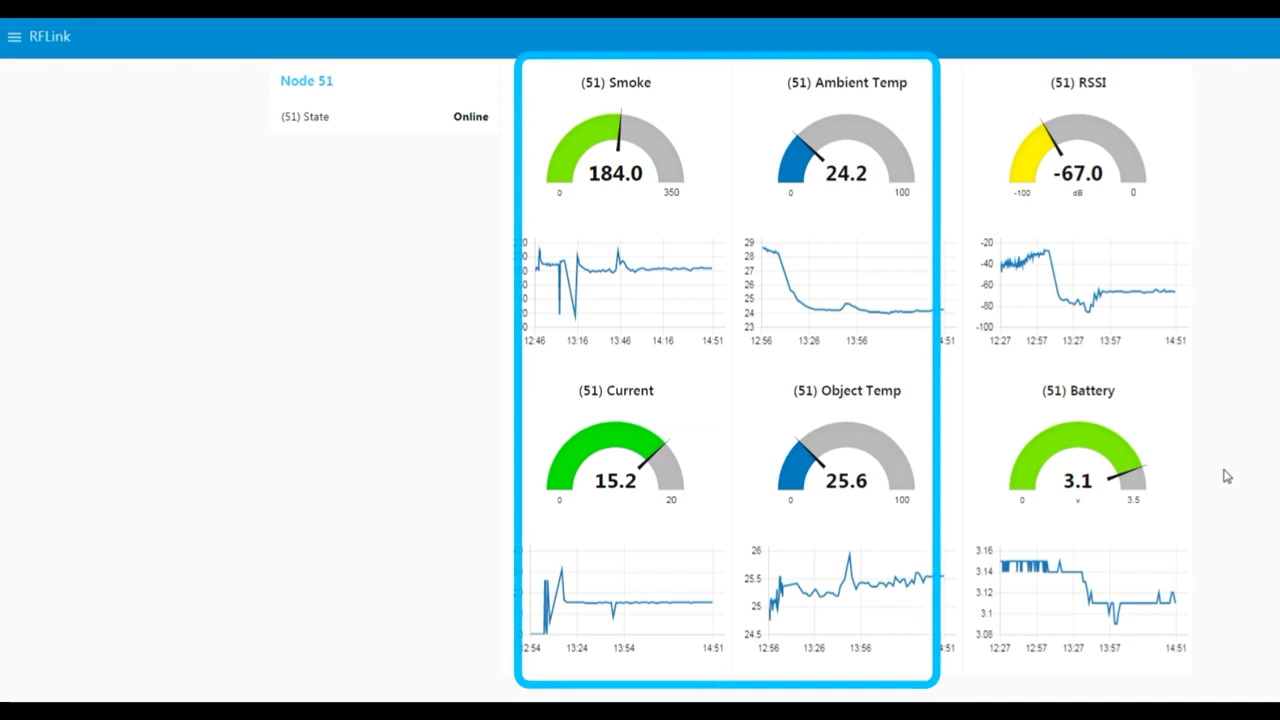 RFLink
Node 51
(51) State Online
(51) Smoke
184.0
0 350
12:46 13:16 13:46 14:16 14:51
(51) Ambient Temp
24.2
0 100
29
28
27
26
25
24
23
12:56 13:26 13:56 4:51
(51) RSSI
-67.0
-100 dB 0
-20
-40
-60
-80
-100
12:27 12:57 13:27 13:57 14:51
(51) Current
15.2
0 20
2:54 13:24 13:54 14:51
(51) Object Temp
25.6
0 100
26
25.5
25
24.5
12:56 13:26 13:56 4:51
(51) Battery
3.1
0 v 3.5
3.16
3.14
3.12
3.1
3.08
12:27 12:57 13:27 13:57 14:51